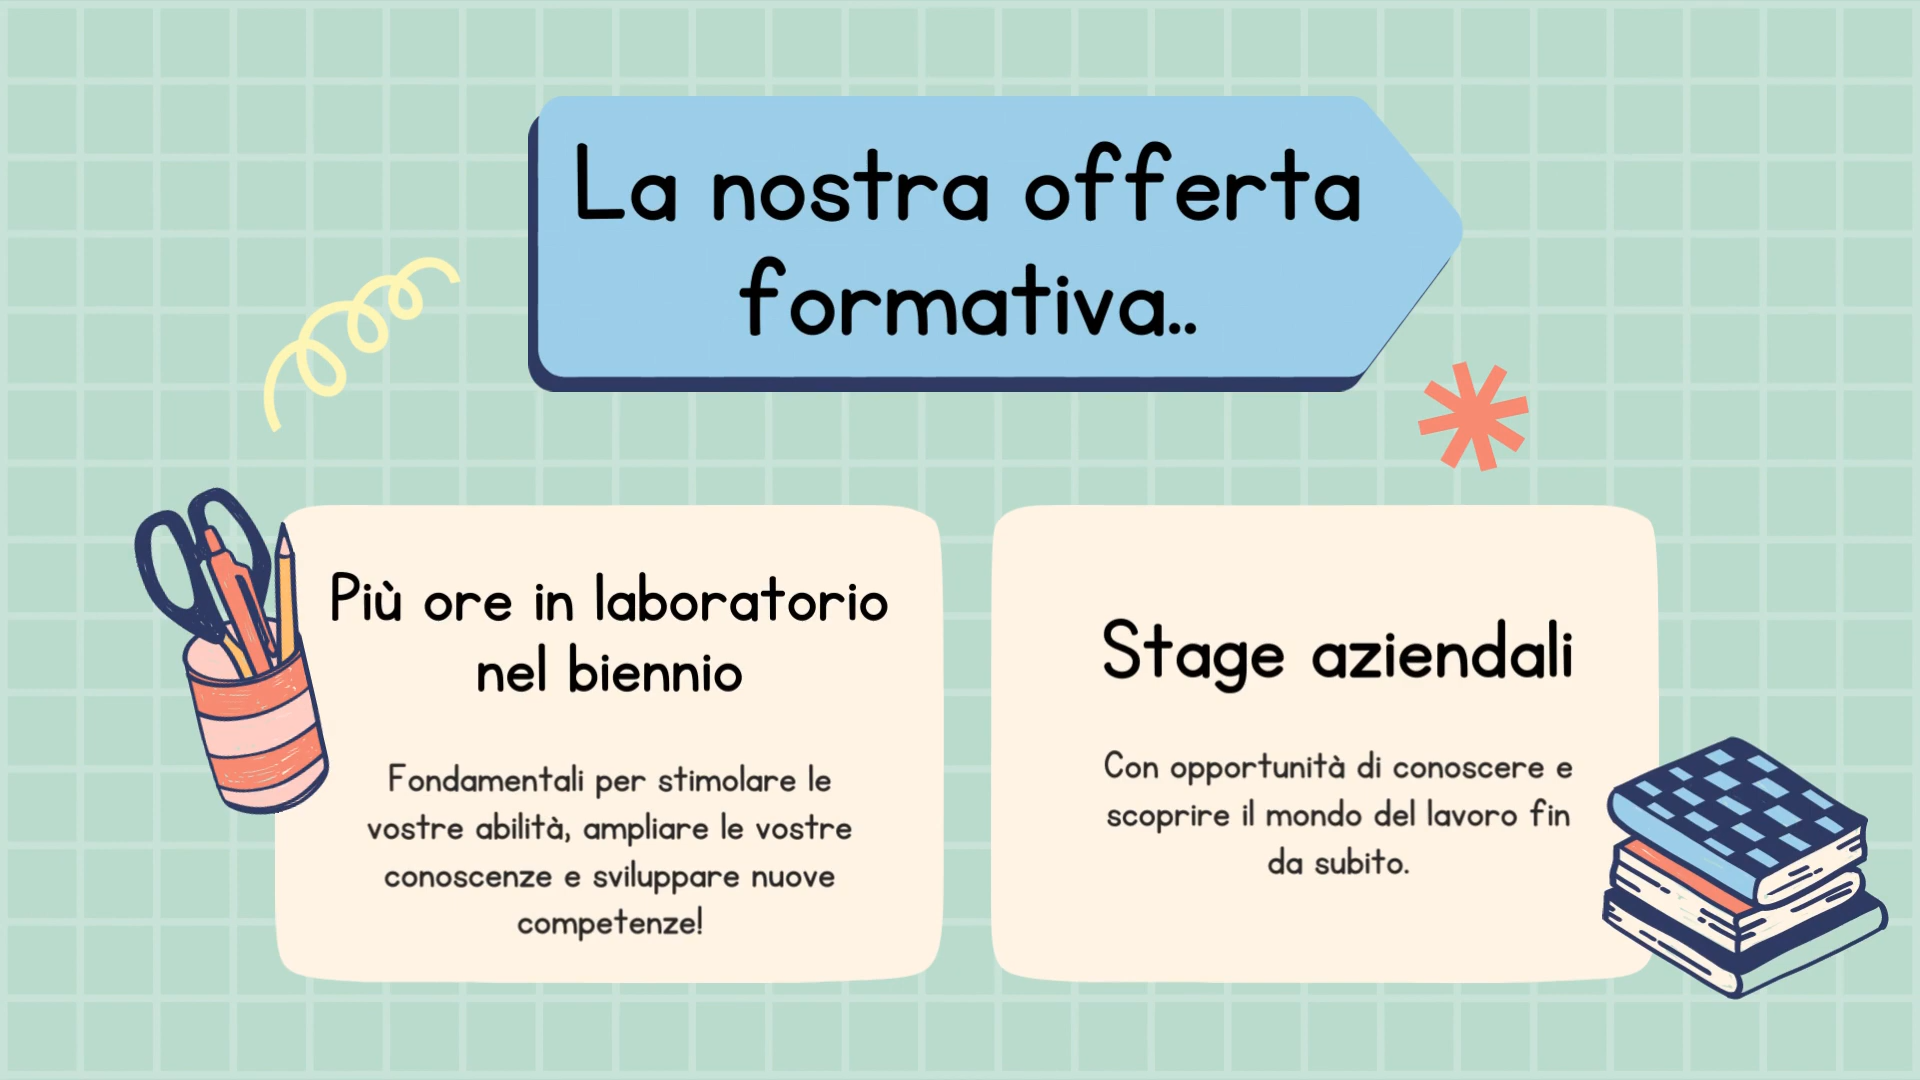 La nostra offerta
formativa..
Più ore in laboratorio
nel biennio
Fondamentali per stimolare le
vostre abilità, ampliare le vostre
conoscenze e sviluppare nuove
competenze!
Stage aziendali
Con opportunità di conoscere e
scoprire il mondo del lavoro fin
da subito.